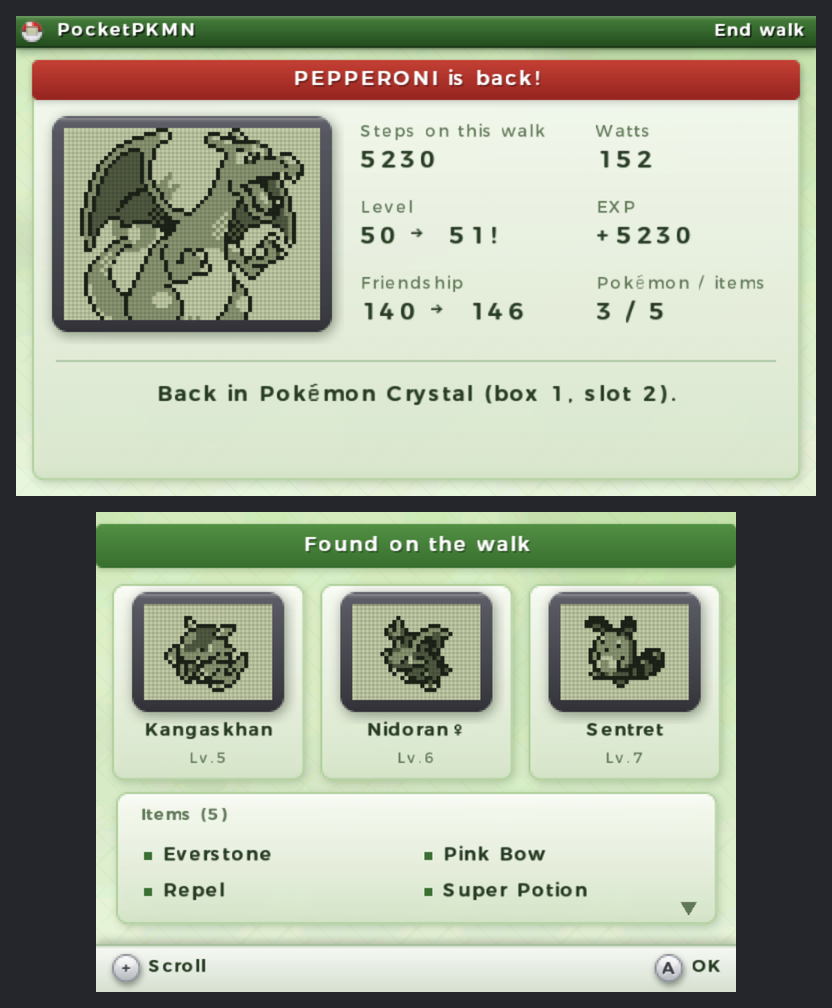 PocketPKMN
End walk
PEPPERONI is back!
Steps on this walk
Watts
5230
152
Level
EXP
50 → 51!
+5230
Friendship
Pokémon / items
140 → 146
3 / 5
Back in Pokémon Crystal (box 1, slot 2).
Found on the walk
Kangaskhan
Nidoran♀
Sentret
Lv.5
Lv.6
Lv.7
Items (5)
Everstone
Pink Bow
Repel
Super Potion
+ Scroll
A OK